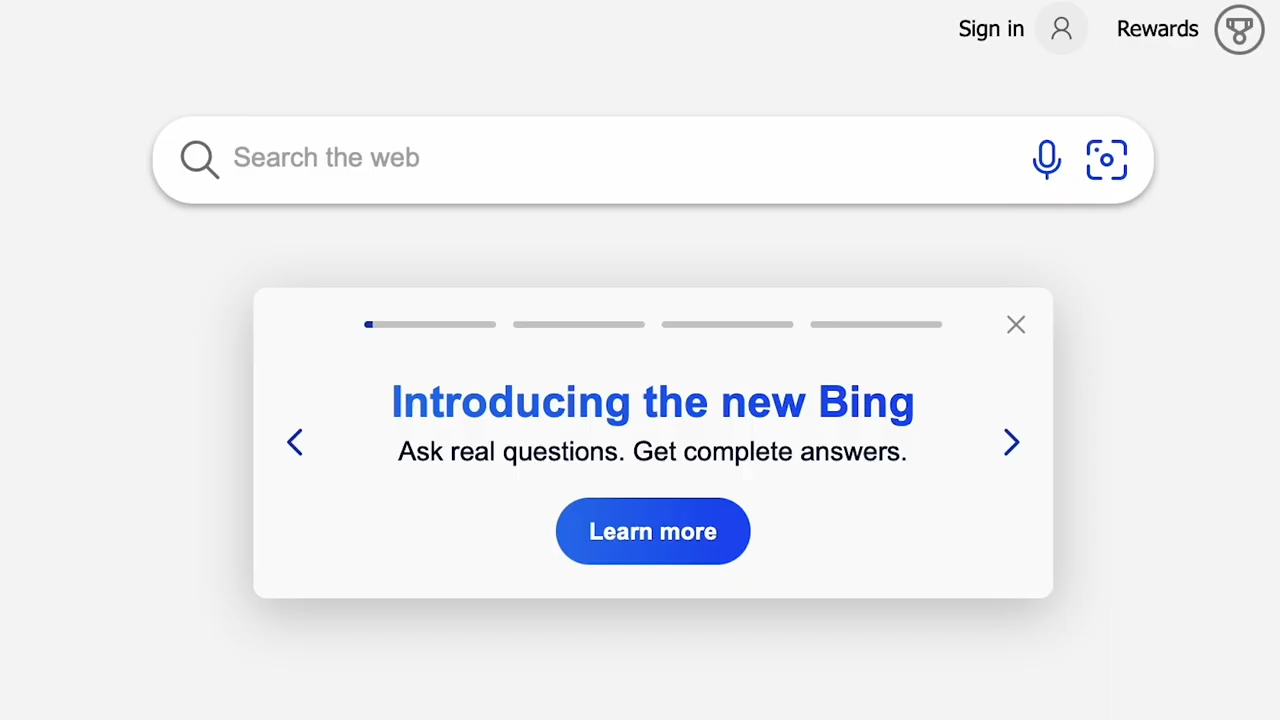 Sign in Rewards
Search the web
Introducing the new Bing
Ask real questions. Get complete answers.
Learn more